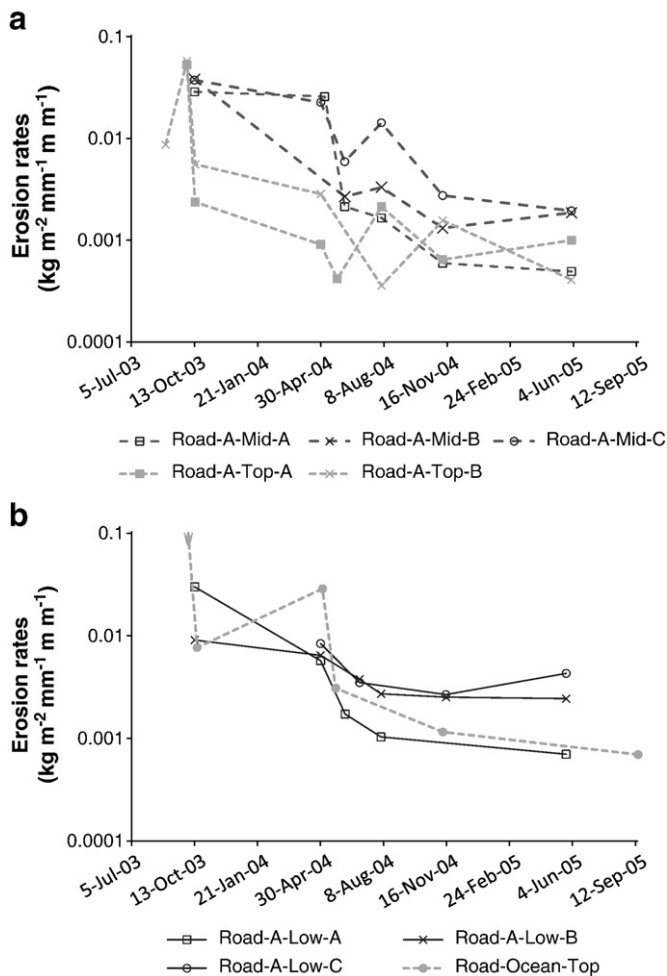 a
Erosion rates
(kg m-2 mm-1 m m-1)
0.1
0.01
0.001
0.0001
5-Jul-03
13-Oct-03
21-Jan-04
30-Apr-04
8-Aug-04
16-Nov-04
24-Feb-05
4-Jun-05
12-Sep-05
Road-A-Mid-A
Road-A-Mid-B
Road-A-Mid-C
Road-A-Top-A
Road-A-Top-B
b
Erosion rates
(kg m-2 mm-1 m m-1)
0.1
0.01
0.001
0.0001
5-Jul-03
13-Oct-03
21-Jan-04
30-Apr-04
8-Aug-04
16-Nov-04
24-Feb-05
4-Jun-05
12-Sep-05
Road-A-Low-A
Road-A-Low-B
Road-A-Low-C
Road-Ocean-Top